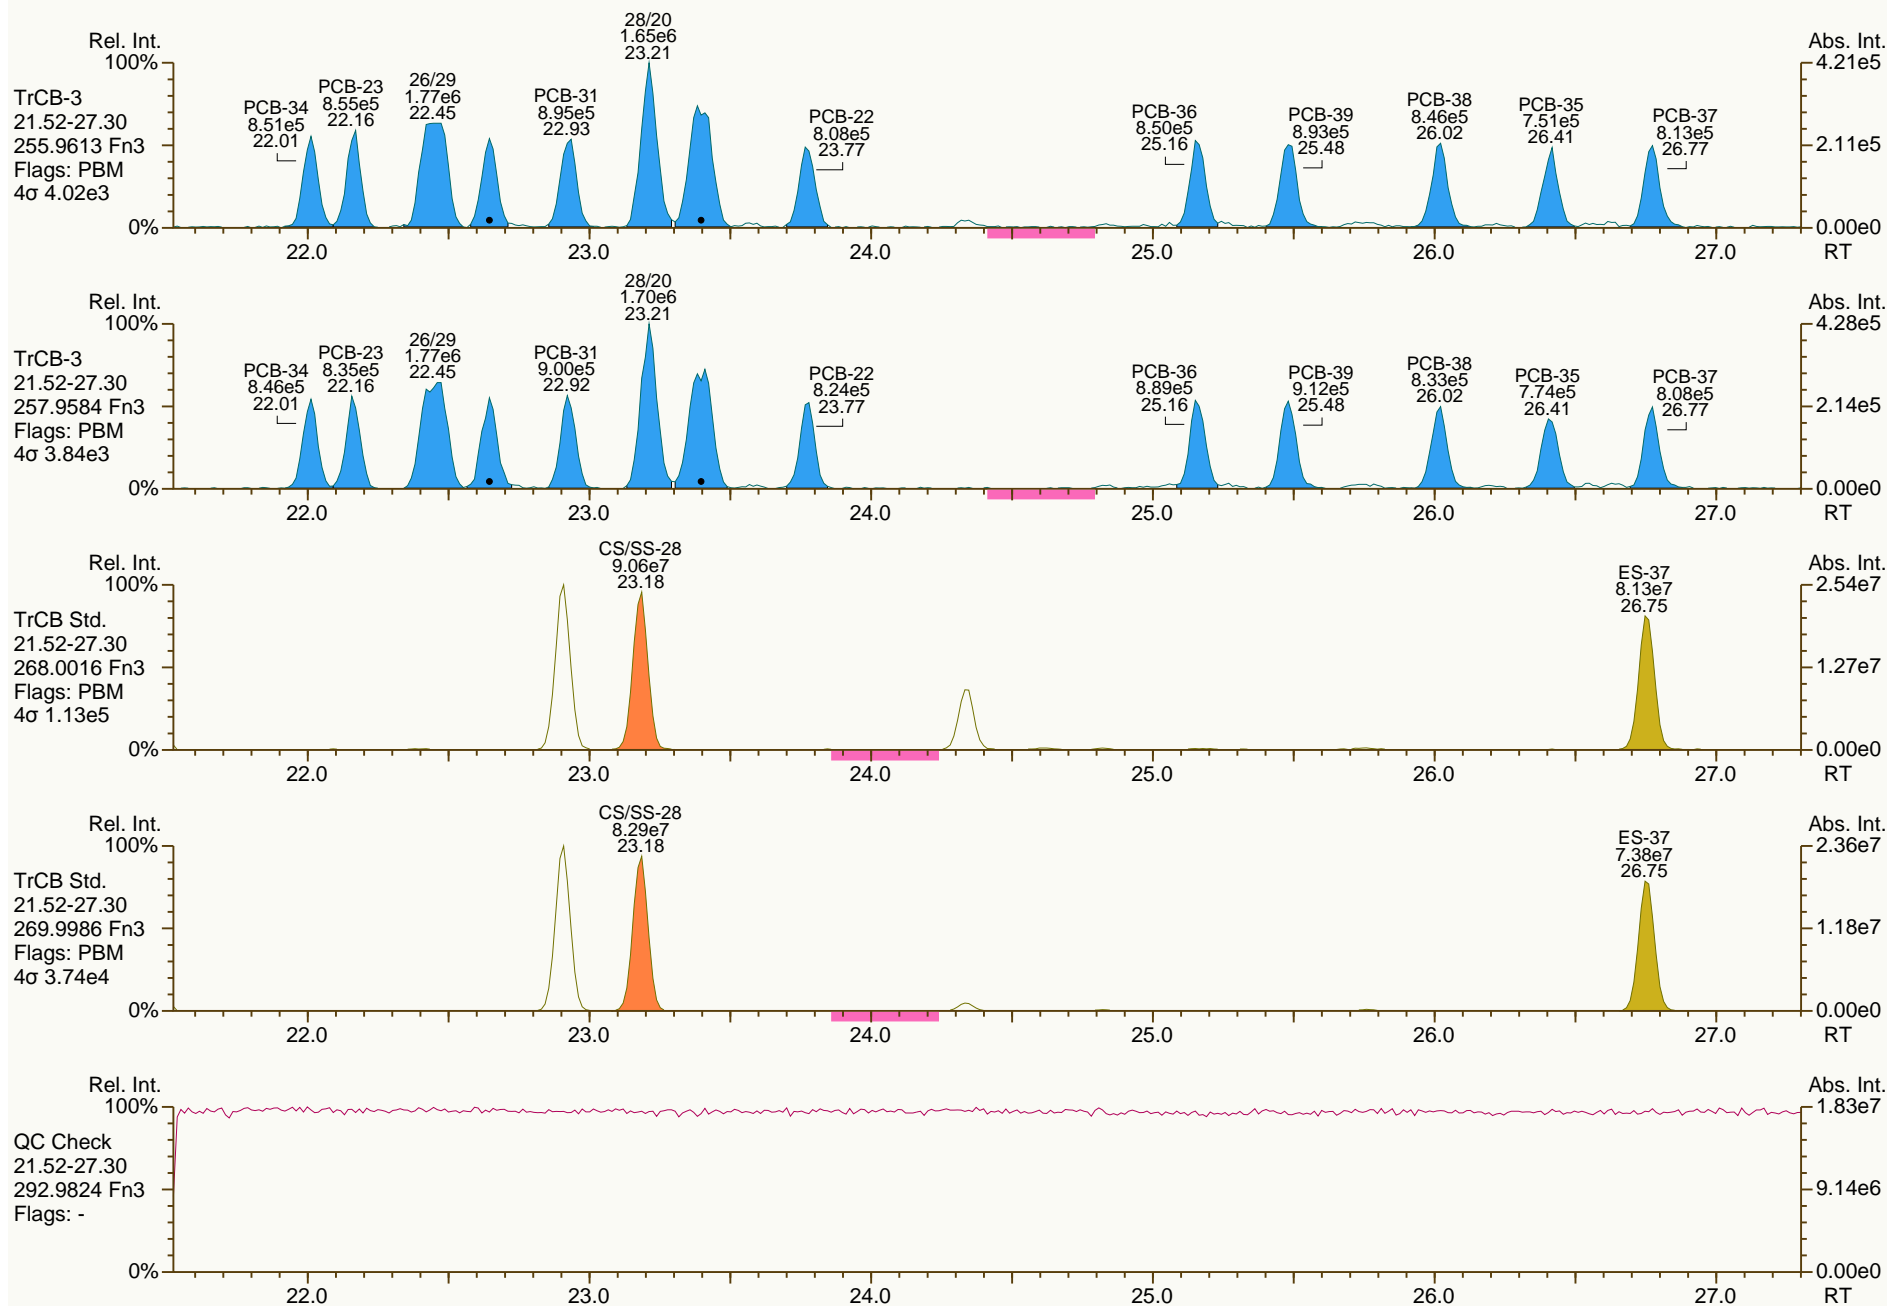 Rel. Int.
100%
0%
TrCB-3
21.52-27.30
255.9613 Fn3
Flags: PBM
4σ 4.02e3
PCB-34
8.51e5
22.01
PCB-23
8.55e5
22.16
26/29
1.77e6
22.45
PCB-31
8.95e5
22.93
28/20
1.65e6
23.21
PCB-22
8.08e5
23.77
PCB-36
8.50e5
25.16
PCB-39
8.93e5
25.48
PCB-38
8.46e5
26.02
PCB-35
7.51e5
26.41
PCB-37
8.13e5
26.77
Abs. Int.
4.21e5
2.11e5
0.00e0
22.0 23.0 24.0 25.0 26.0 27.0 RT
Rel. Int.
100%
0%
TrCB-3
21.52-27.30
257.9584 Fn3
Flags: PBM
4σ 3.84e3
PCB-34
8.46e5
22.01
PCB-23
8.35e5
22.16
26/29
1.77e6
22.45
PCB-31
9.00e5
22.92
28/20
1.70e6
23.21
PCB-22
8.24e5
23.77
PCB-36
8.89e5
25.16
PCB-39
9.12e5
25.48
PCB-38
8.33e5
26.02
PCB-35
7.74e5
26.41
PCB-37
8.08e5
26.77
Abs. Int.
4.28e5
2.14e5
0.00e0
22.0 23.0 24.0 25.0 26.0 27.0 RT
Rel. Int.
100%
0%
TrCB Std.
21.52-27.30
268.0016 Fn3
Flags: PBM
4σ 1.13e5
CS/SS-28
9.06e7
23.18
ES-37
8.13e7
26.75
Abs. Int.
2.54e7
1.27e7
0.00e0
22.0 23.0 24.0 25.0 26.0 27.0 RT
Rel. Int.
100%
0%
TrCB Std.
21.52-27.30
269.9986 Fn3
Flags: PBM
4σ 3.74e4
CS/SS-28
8.29e7
23.18
ES-37
7.38e7
26.75
Abs. Int.
2.36e7
1.18e7
0.00e0
22.0 23.0 24.0 25.0 26.0 27.0 RT
Rel. Int.
100%
0%
QC Check
21.52-27.30
292.9824 Fn3
Flags: -
Abs. Int.
1.83e7
9.14e6
0.00e0
22.0 23.0 24.0 25.0 26.0 27.0 RT